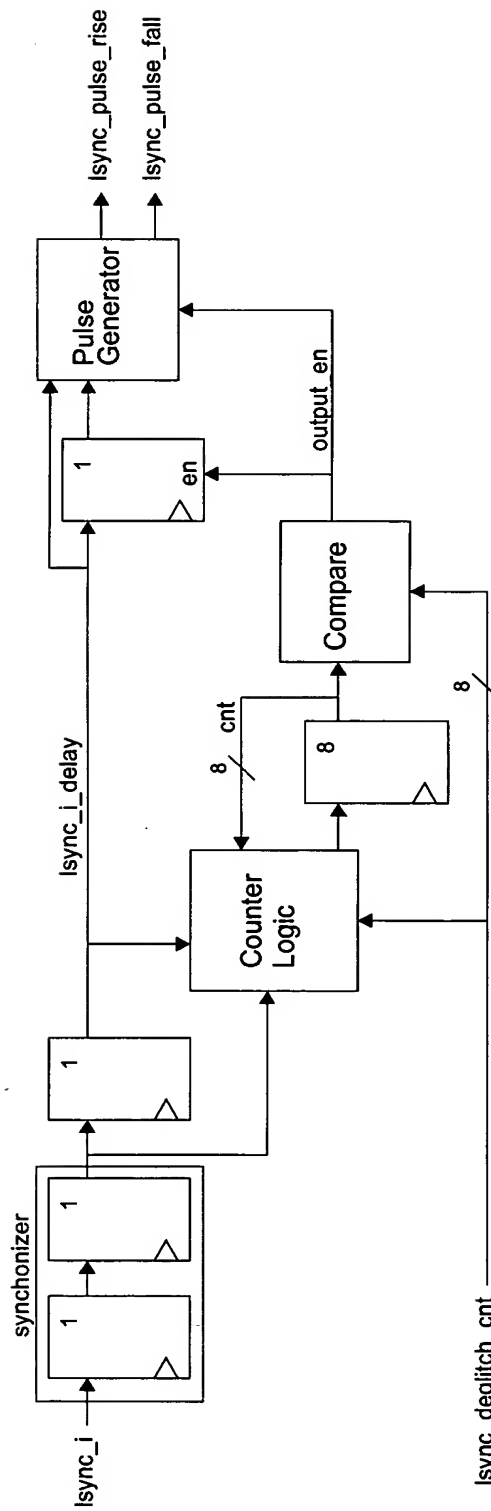 synchonizer
lsync_i
1
1
1
lsync_i_delay
1
en
Pulse
Generator
lsync_pulse_rise
lsync_pulse_fall
Counter
Logic
8
cnt
8
Compare
output_en
lsync_deglitch_cnt
8